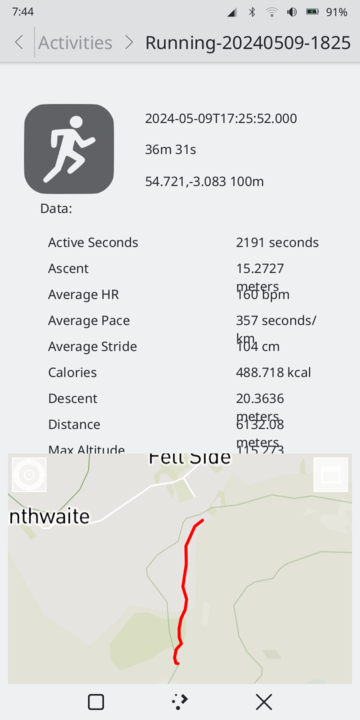 7:44 91%
Activities Running-20240509-1825
2024-05-09T17:25:52.000
36m 31s
54.721,-3.083 100m
Data:
Active Seconds 2191 seconds
Ascent 15.2727 meters
Average HR 160 bpm
Average Pace 357 seconds/km
Average Stride 104 cm
Calories 488.718 kcal
Descent 20.3636 meters
Distance 6132.08 meters
Max Altitude 115.273
Fell Side
nthwaite